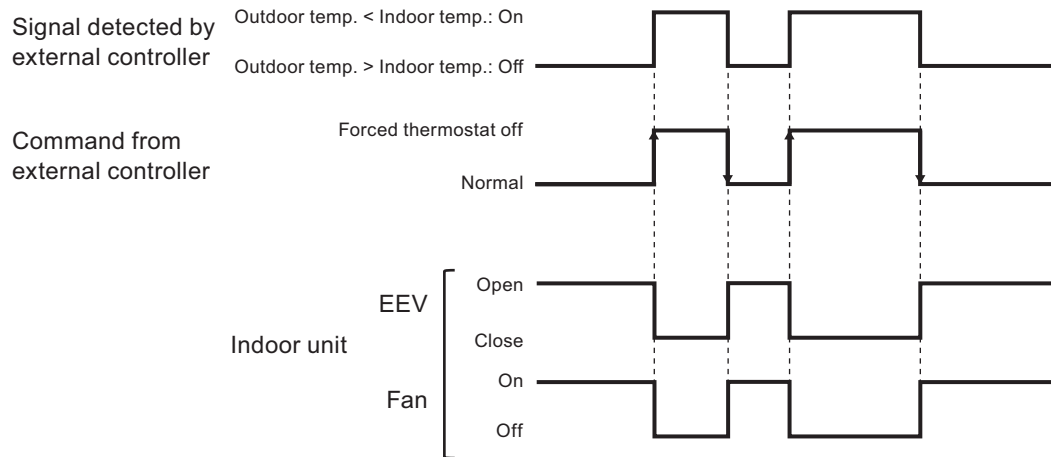 Signal detected by
external controller
Outdoor temp. < Indoor temp.: On
Outdoor temp. > Indoor temp.: Off
Command from
external controller
Forced thermostat off
Normal
Indoor unit
EEV
Open
Close
Fan
On
Off